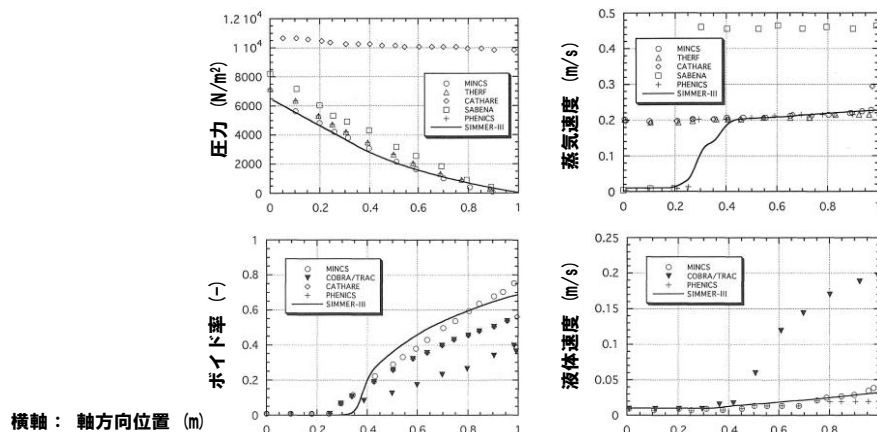 圧力 (N/m²)
1.2 10⁴
1 10⁴
8000
6000
4000
2000
0
MINCS
THERF
CATHARE
SABENA
PHENICS
SIMMER-III
0 0.2 0.4 0.6 0.8 1
蒸気速度 (m/s)
0.5
0.4
0.3
0.2
0.1
0
MINCS
THERF
CATHARE
SABENA
PHENICS
SIMMER-III
0 0.2 0.4 0.6 0.8 1
ボイド率 (-)
1
0.8
0.6
0.4
0.2
0
MINCS
COBRA/TRAC
CATHARE
PHENICS
SIMMER-III
0 0.2 0.4 0.6 0.8 1
液体速度 (m/s)
0.25
0.2
0.15
0.1
0.05
0
MINCS
COBRA/TRAC
PHENICS
SIMMER-III
0 0.2 0.4 0.6 0.8 1
横軸： 軸方向位置 (m)